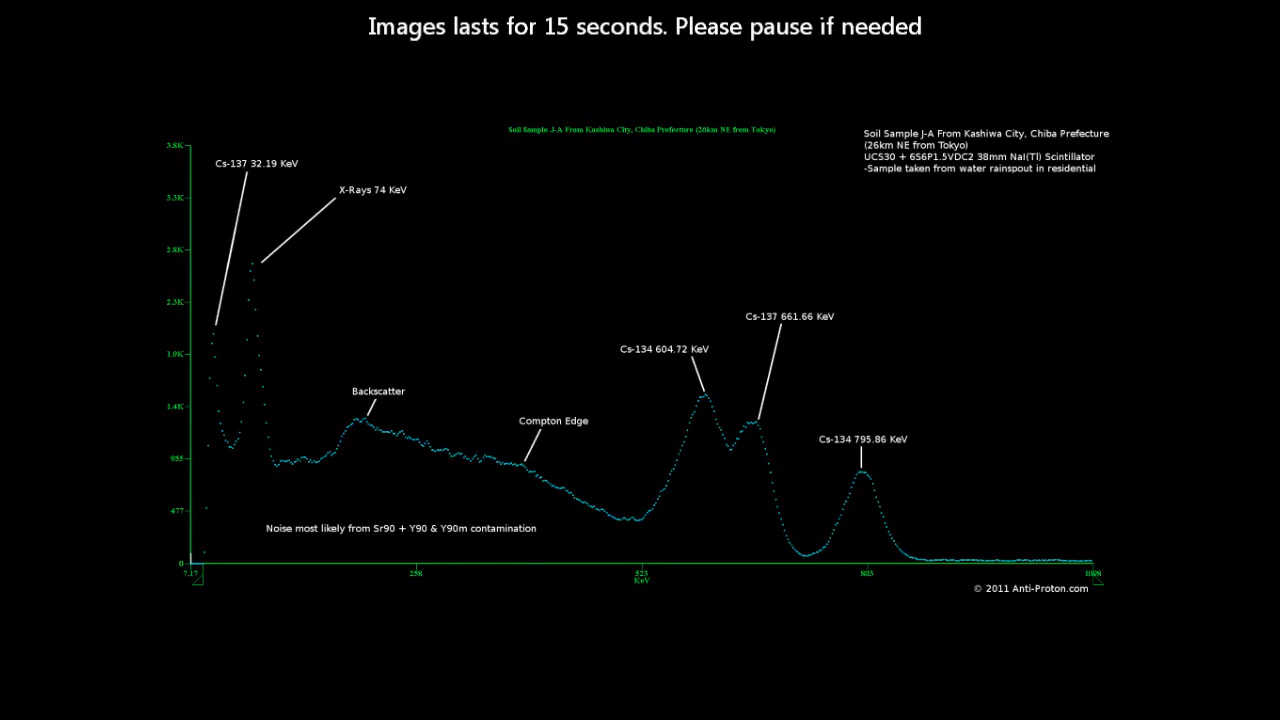 Images lasts for 15 seconds. Please pause if needed
Soil Sample J-A From Kashiwa City, Chiba Prefecture (26km NE from Tokyo)
Soil Sample J-A From Kashiwa City, Chiba Prefecture
(26km NE from Tokyo)
UCS30 + 6S6P1.5VDC2 38mm NaI(Tl) Scintillator
-Sample taken from water rainspout in residential
3.8K
Cs-137 32.19 KeV
X-Rays 74 KeV
3.3K
2.8K
2.3K
Cs-137 661.66 KeV
Cs-134 604.72 KeV
1.9K
Backscatter
1.4K
Compton Edge
Cs-134 795.86 KeV
955
477
Noise most likely from Sr90 + Y90 & Y90m contamination
0
7.17
258
523
803
KeV
© 2011 Anti-Proton.com